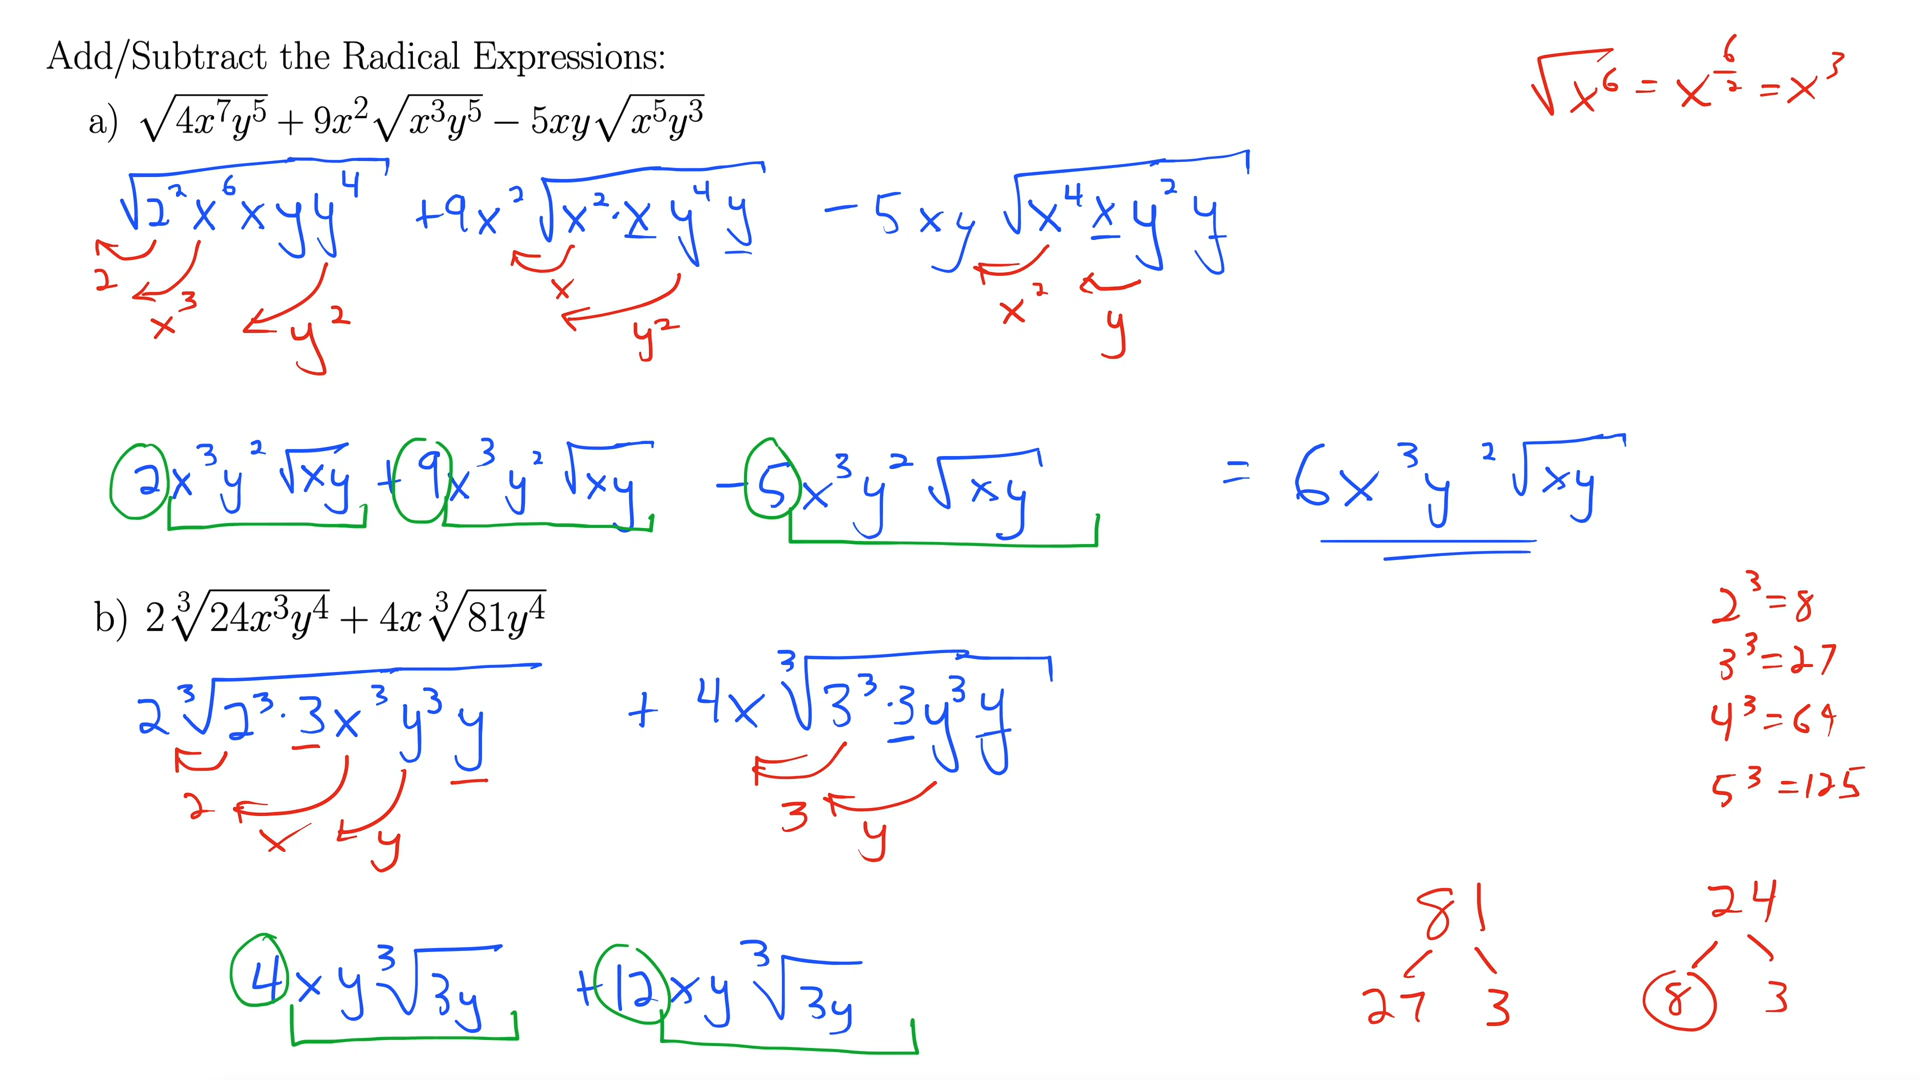 Add/Subtract the Radical Expressions:
√x⁶ = x^(6/2) = x³
a) √(4x⁷y⁵) + 9x²√(x³y⁵) − 5xy√(x⁵y³)
√(2²x⁶xyy⁴) +9x²√(x²·xy⁴y) −5xy√(x⁴xy²y)
2 x³ y² x y² x² y
2x³y²√(xy) +9x³y²√(xy) −5x³y²√(xy) = 6x³y²√(xy)
b) 2∛(24x³y⁴) + 4x∛(81y⁴)
2³=8
3³=27
4³=64
5³=125
2∛(2³·3x³y³y) + 4x∛(3³·3y³y)
2 x y 3 y
81 24
27 3 8 3
4xy∛(3y) +12xy∛(3y)